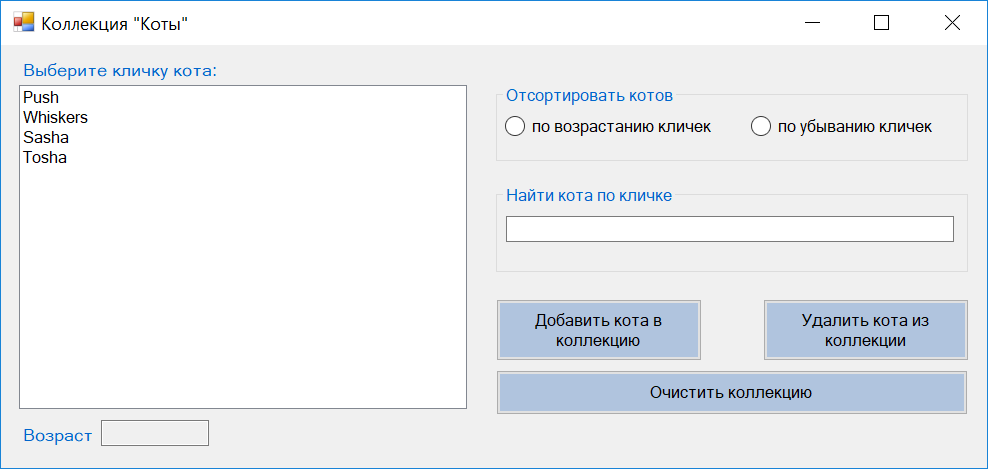 Коллекция "Коты"
Выберите кличку кота:
Push
Whiskers
Sasha
Tosha
Возраст
Отсортировать котов
по возрастанию кличек
по убыванию кличек
Найти кота по кличке
Добавить кота в
коллекцию
Удалить кота из
коллекции
Очистить коллекцию